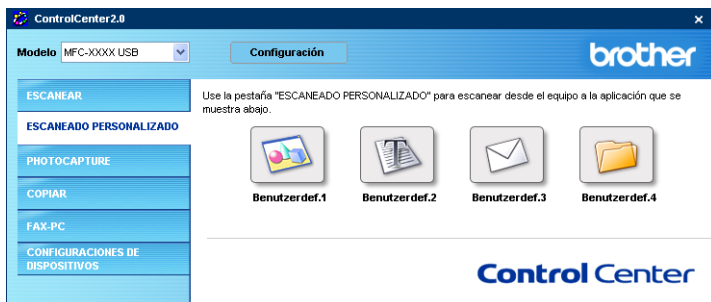 ControlCenter2.0
Modelo MFC-XXXX USB Configuración brother
ESCANEAR
ESCANEADO PERSONALIZADO
PHOTOCAPTURE
COPIAR
FAX-PC
CONFIGURACIONES DE
DISPOSITIVOS
Use la pestaña "ESCANEADO PERSONALIZADO" para escanear desde el equipo a la aplicación que se
muestra abajo.
Benutzerdef.1 Benutzerdef.2 Benutzerdef.3 Benutzerdef.4
Control Center